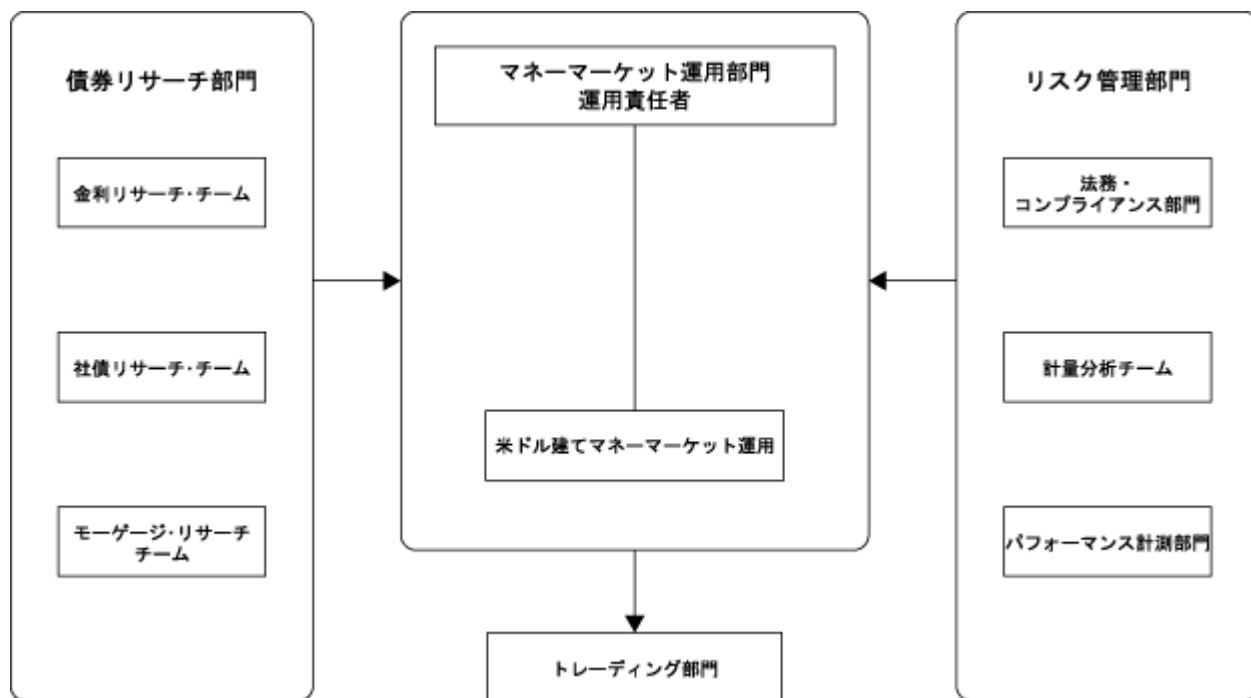 債券リサーチ部門
金利リサーチ・チーム
社債リサーチ・チーム
モーゲージ・リサーチ
チーム
マネーマーケット運用部門
運用責任者
米ドル建てマネーマーケット運用
トレーディング部門
リスク管理部門
法務・
コンプライアンス部門
計量分析チーム
パフォーマンス計測部門